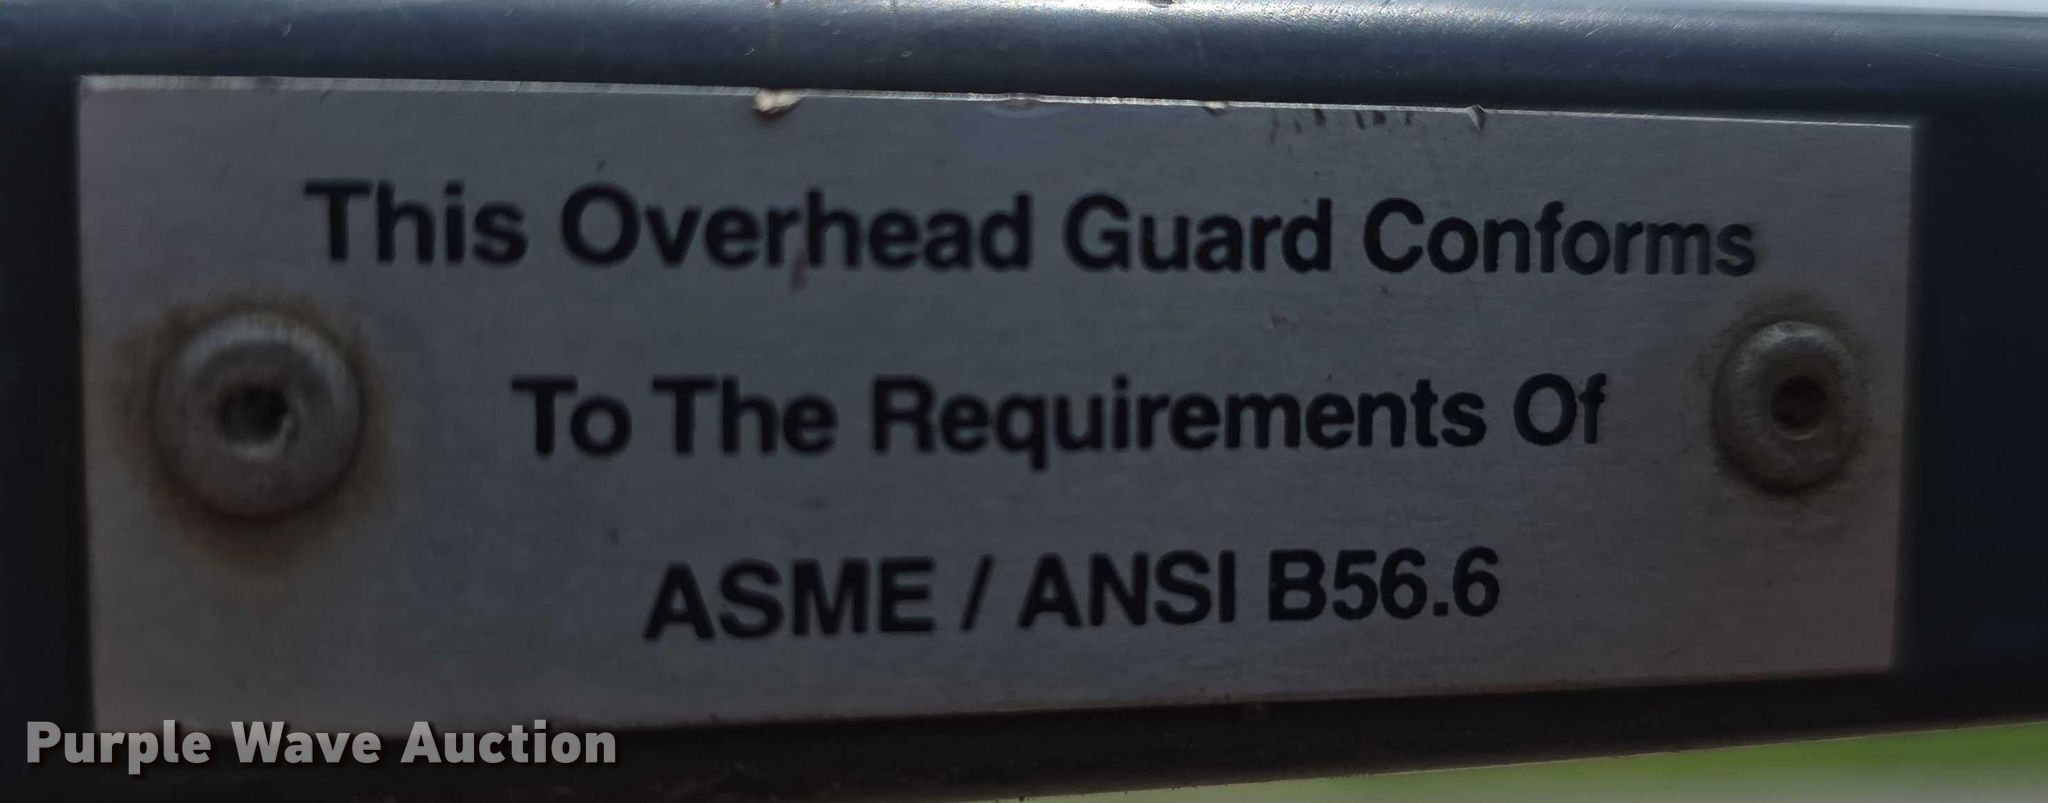 This Overhead Guard Conforms
To The Requirements Of
ASME / ANSI B56.6
Purple Wave Auction